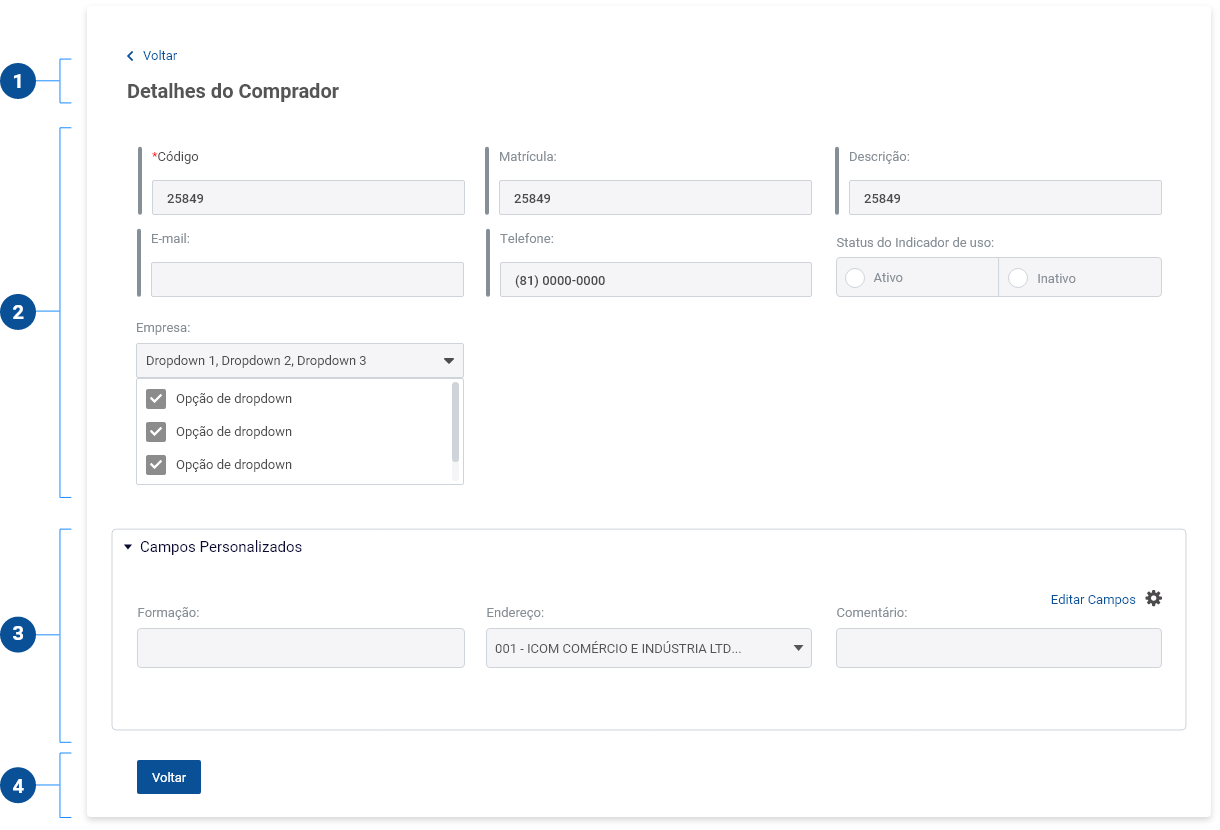 Voltar
1
Detalhes do Comprador
*Código
Matrícula:
Descrição:
25849
25849
25849
E-mail:
Telefone:
Status do Indicador de uso:
(81) 0000-0000
Ativo
Inativo
2
Empresa:
Dropdown 1, Dropdown 2, Dropdown 3
Opção de dropdown
Opção de dropdown
Opção de dropdown
Campos Personalizados
Editar Campos
Formação:
Endereço:
Comentário:
3
001 - ICOM COMÉRCIO E INDÚSTRIA LTD...
4
Voltar